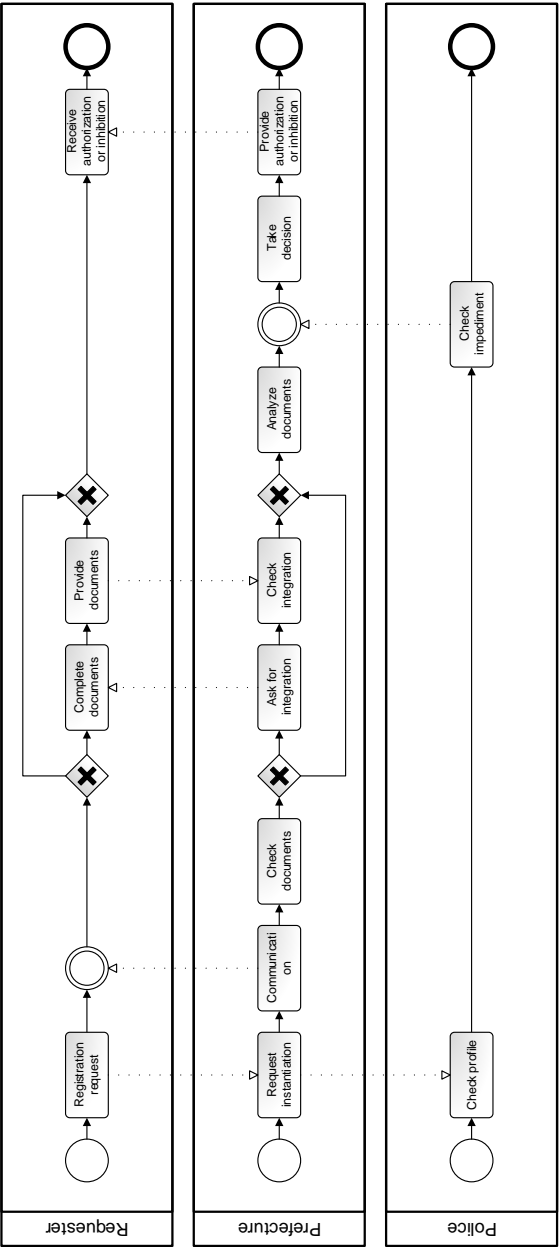 Receive
authorization
or inhibition
Provide
documents
Complete
documents
Registration
request
Requester
Provide
authorization
or inhibition
Take
decision
Analyze
documents
Check
integration
Ask for
integration
Check
documents
Communicati
on
Request
instantiation
Prefecture
Check
impediment
Check profile
Police